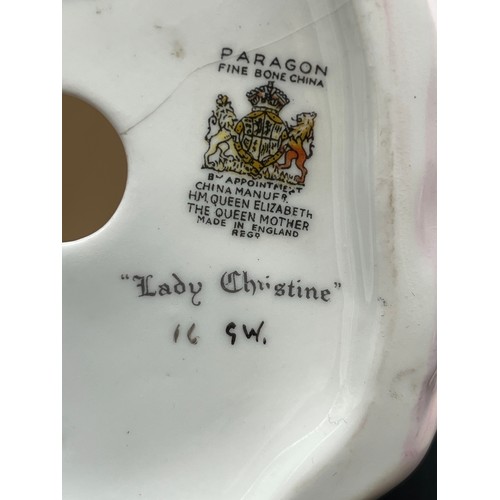 PARAGON
FINE BONE CHINA
BY APPOINTMENT
CHINA MANUFRS
H.M. QUEEN ELIZABETH
THE QUEEN MOTHER
MADE IN ENGLAND
REGD
"Lady Christine"
16 GW.